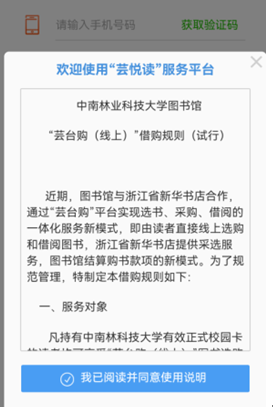 请输入手机号码 获取验证码
欢迎使用“芸悦读”服务平台
中南林业科技大学图书馆
“芸台购（线上）”借购规则（试行）
近期，图书馆与浙江省新华书店合作，
通过“芸台购”平台实现选书、采购、借阅的
一体化服务新模式，即由读者直接线上选购
和借阅图书，浙江省新华书店提供采选服
务，图书馆结算购书款项的新模式。为了规
范管理，特制定本借购规则如下：
一、服务对象
凡持有中南林科技大学有效正式校园卡
我已阅读并同意使用说明